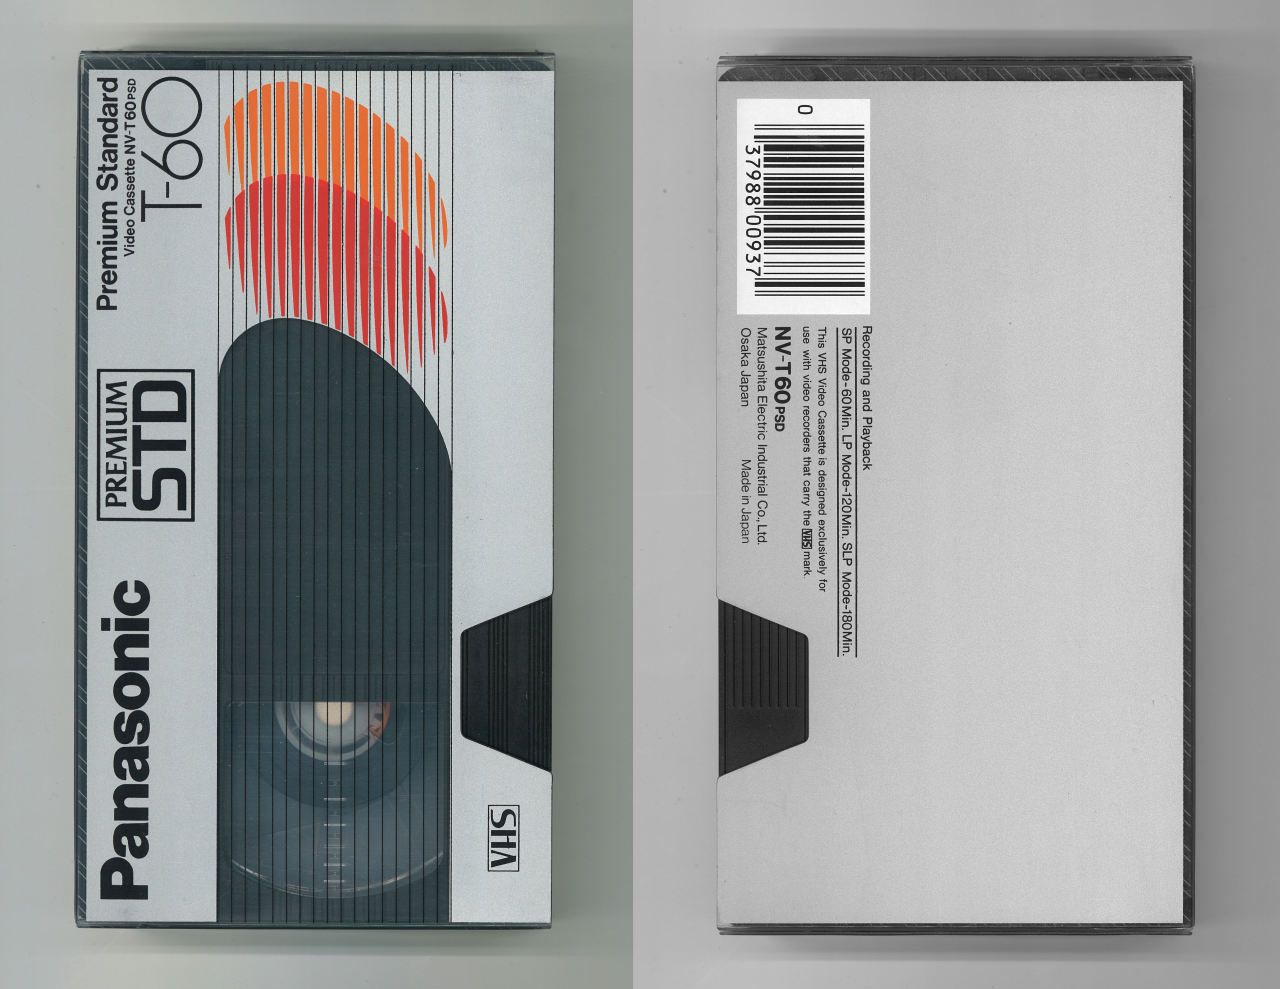 Premium Standard
Video Cassette NV-T60PSD
T-60
PREMIUM
STD
Panasonic
VHS
0 37988 00937
Recording and Playback
SP Mode-60Min. LP Mode-120Min. SLP Mode-180Min.
This VHS Video Cassette is designed exclusively for
use with video recorders that carry the VHS mark.
NV-T60PSD
Matsushita Electric Industrial Co., Ltd.
Osaka Japan Made in Japan